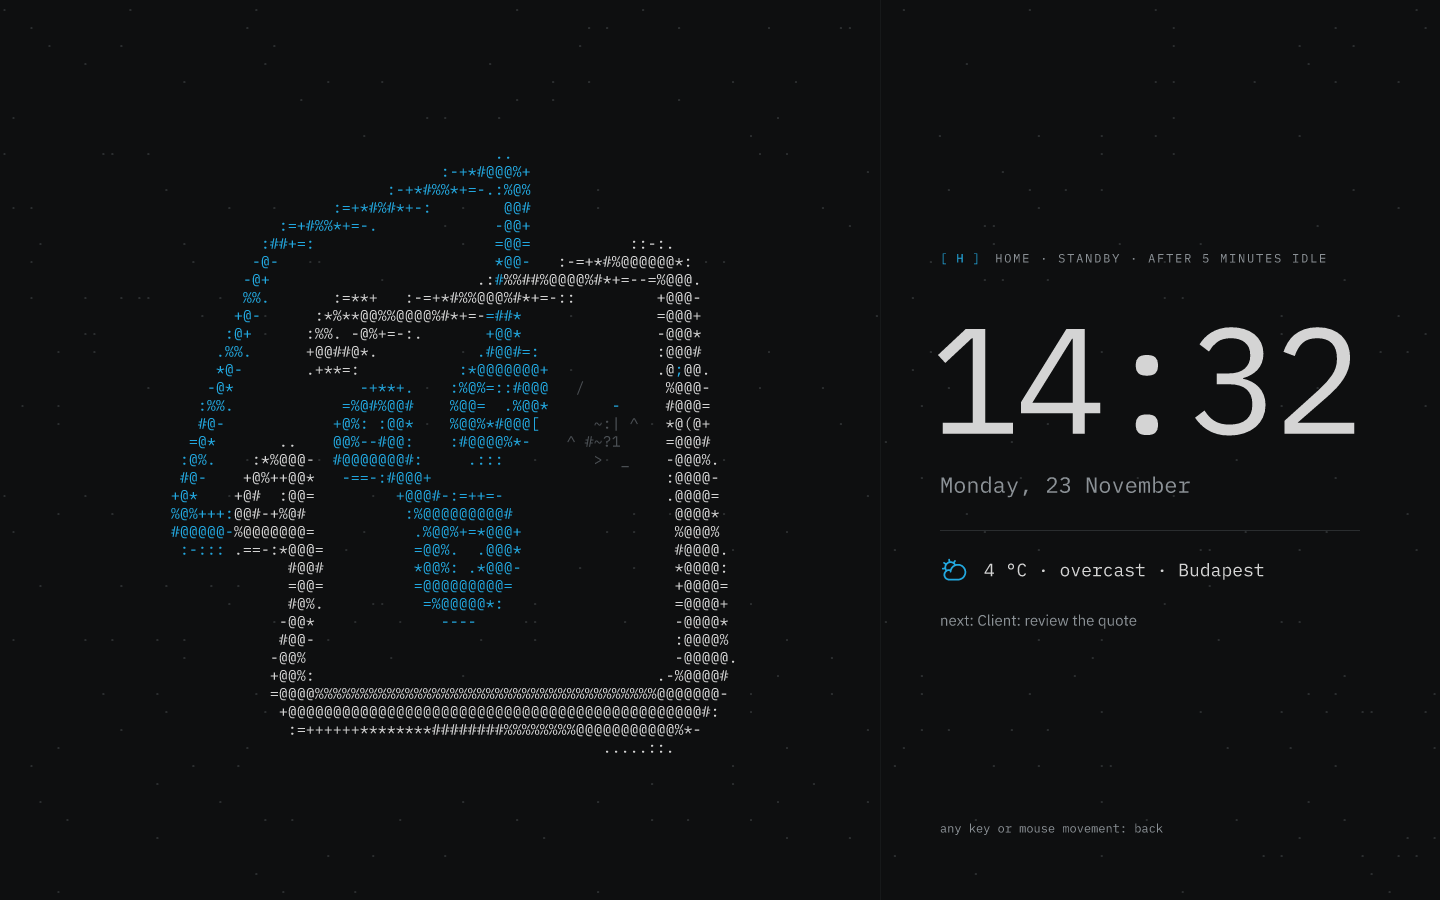 [ H ] HOME · STANDBY · AFTER 5 MINUTES IDLE
14:32
Monday, 23 November
4 °C · overcast · Budapest
next: Client: review the quote
any key or mouse movement: back